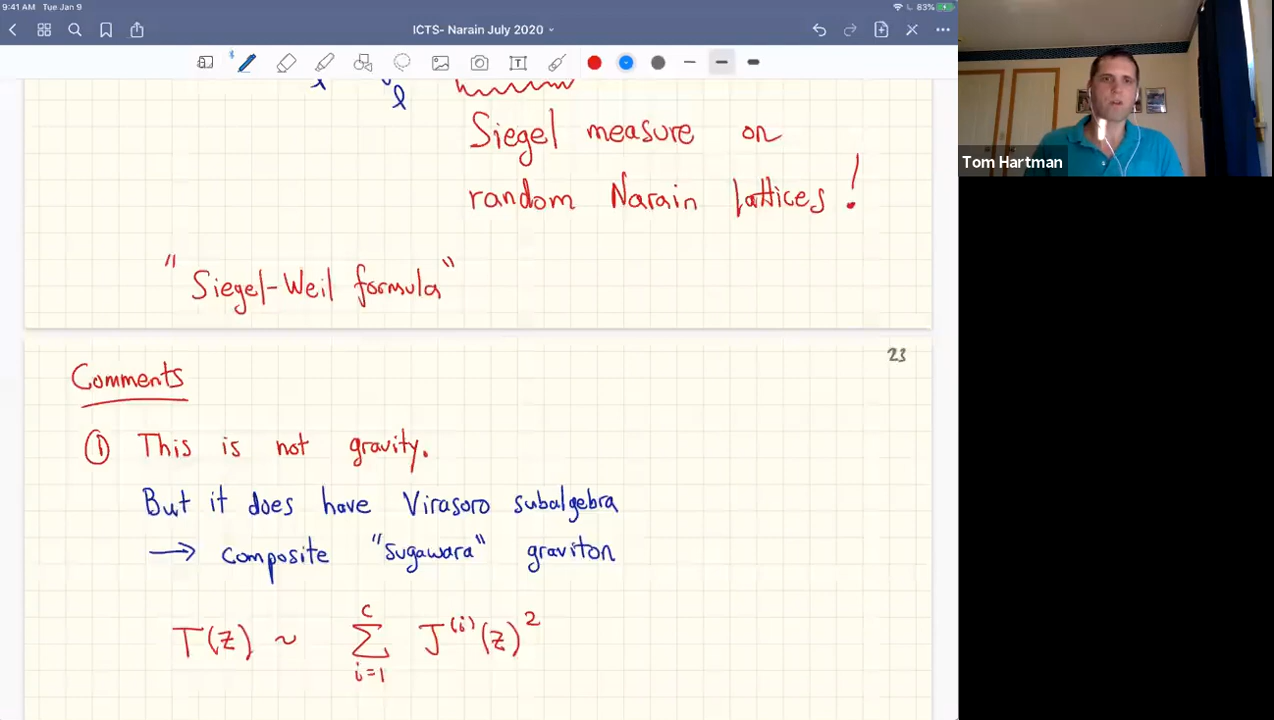 9:41 AM Tue Jan 9
83%
ICTS- Narain July 2020
T
l l
Siegel measure on
random Narain lattices!
"Siegel-Weil formula"
23
Comments
① This is not gravity.
But it does have Virasoro subalgebra
→ composite "sugawara" graviton
T(z) ~ ∑_{i=1}^{c} J^{(i)}(z)^2
Tom Hartman